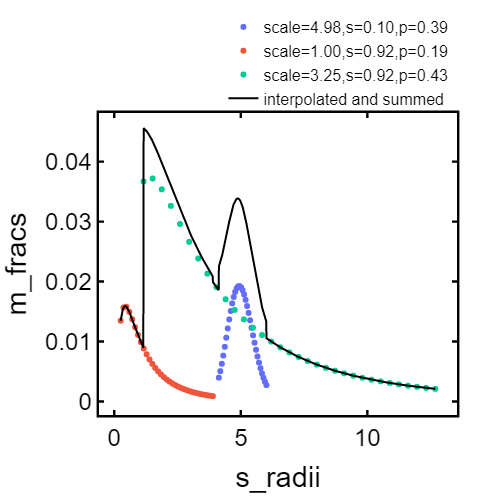 scale=4.98,s=0.10,p=0.39
scale=1.00,s=0.92,p=0.19
scale=3.25,s=0.92,p=0.43
interpolated and summed
0.04
0.03
0.02
0.01
0
m_fracs
0 5 10
s_radii